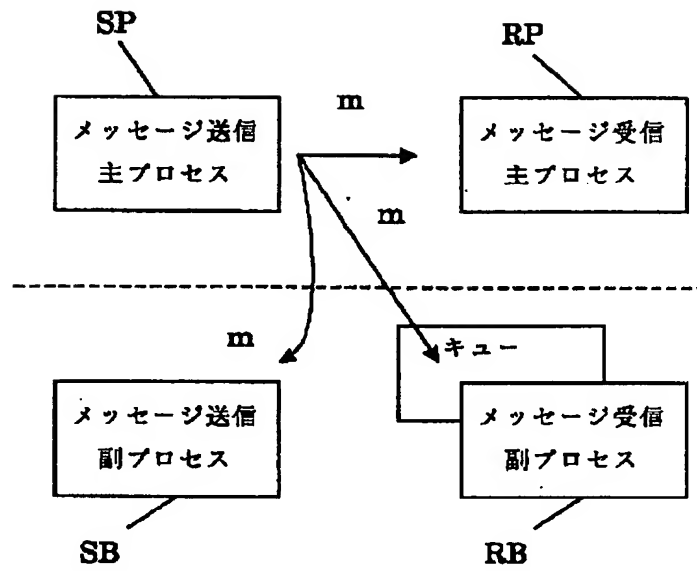 SP
RP
メッセージ送信
主プロセス
m
メッセージ受信
主プロセス
m
m
キュー
メッセージ送信
副プロセス
メッセージ受信
副プロセス
SB
RB